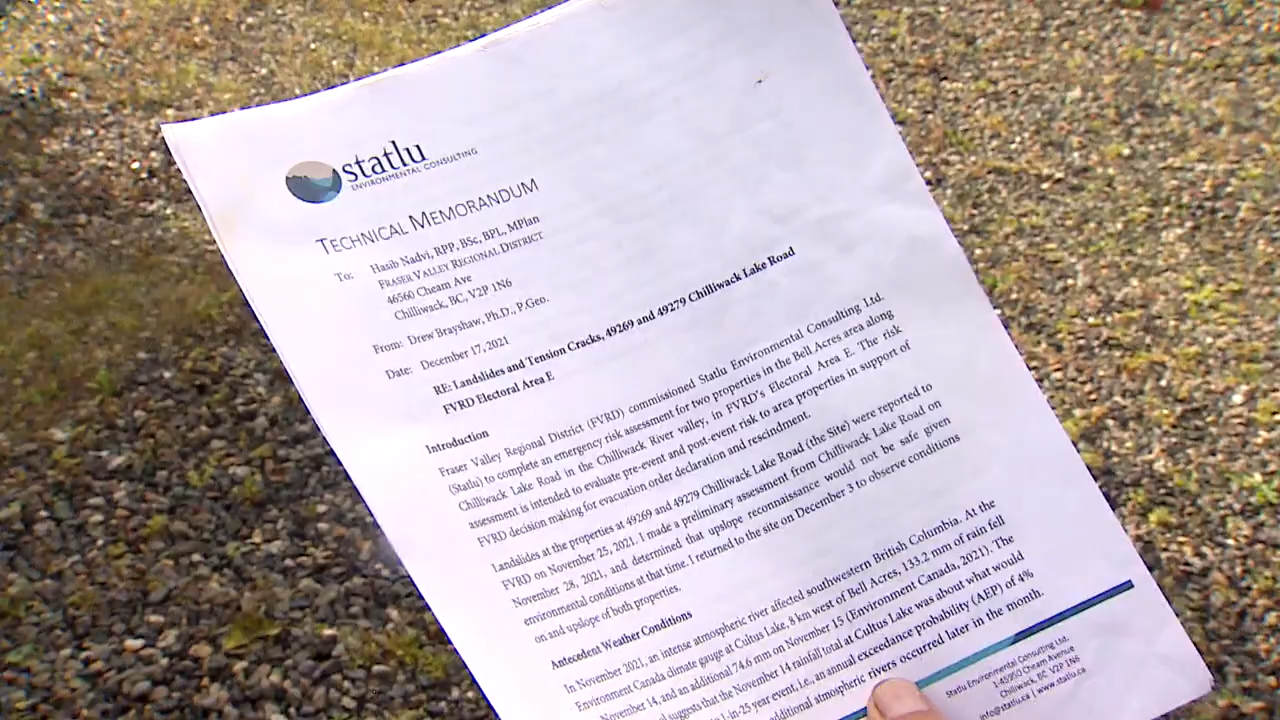 statlu
ENVIRONMENTAL CONSULTING
TECHNICAL MEMORANDUM
To: Hasib Nadvi, RPP, BSc, BPL, MPlan
FRASER VALLEY REGIONAL DISTRICT
46560 Cheam Ave
Chilliwack, BC, V2P 1N6
From: Drew Brayshaw, Ph.D., P.Geo.
Date: December 17, 2021
RE: Landslides and Tension Cracks, 49269 and 49279 Chilliwack Lake Road
FVRD Electoral Area E
Introduction
Fraser Valley Regional District (FVRD) commissioned Statlu Environmental Consulting Ltd.
(Statlu) to complete an emergency risk assessment for two properties in the Bell Acres area along
Chilliwack Lake Road in the Chilliwack River valley, in FVRD's Electoral Area E. The risk
assessment is intended to evaluate pre-event and post-event risk to area properties in support of
FVRD decision making for evacuation order declaration and rescindment.
Landslides at the properties at 49269 and 49279 Chilliwack Lake Road (the Site) were reported to
FVRD on November 25, 2021. I made a preliminary assessment from Chilliwack Lake Road on
November 28, 2021, and determined that upslope reconnaissance would not be safe given
environmental conditions at that time. I returned to the site on December 3 to observe conditions
on and upslope of both properties.
Antecedent Weather Conditions
In November 2021, an intense atmospheric river affected southwestern British Columbia. At the
Environment Canada climate gauge at Cultus Lake, 8 km west of Bell Acres, 133.2 mm of rain fell
November 14, and an additional 74.6 mm on November 15 (Environment Canada, 2021). The
suggests that the November 14 rainfall total at Cultus Lake was about what would
1-in-25 year event, i.e., an annual exceedance probability (AEP) of 4%
additional atmospheric rivers occurred later in the month.
Statlu Environmental Consulting Ltd.
1-45950 Cheam Avenue
Chilliwack, BC V2P 1N6
info@statlu.ca | www.statlu.ca